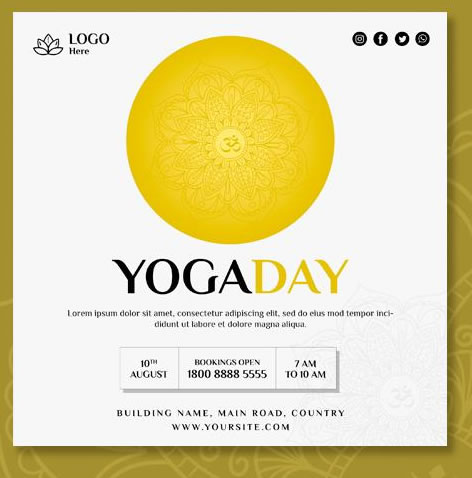 LOGO
Here
ॐ
YOGADAY
Lorem ipsum dolor sit amet, consectetur adipiscing elit, sed do eiusmod tempor inci-
didunt ut labore et dolore magna aliqua.
10TH
AUGUST
BOOKINGS OPEN
1800 8888 5555
7 AM
TO 10 AM
BUILDING NAME, MAIN ROAD, COUNTRY
WWW.YOURSITE.COM